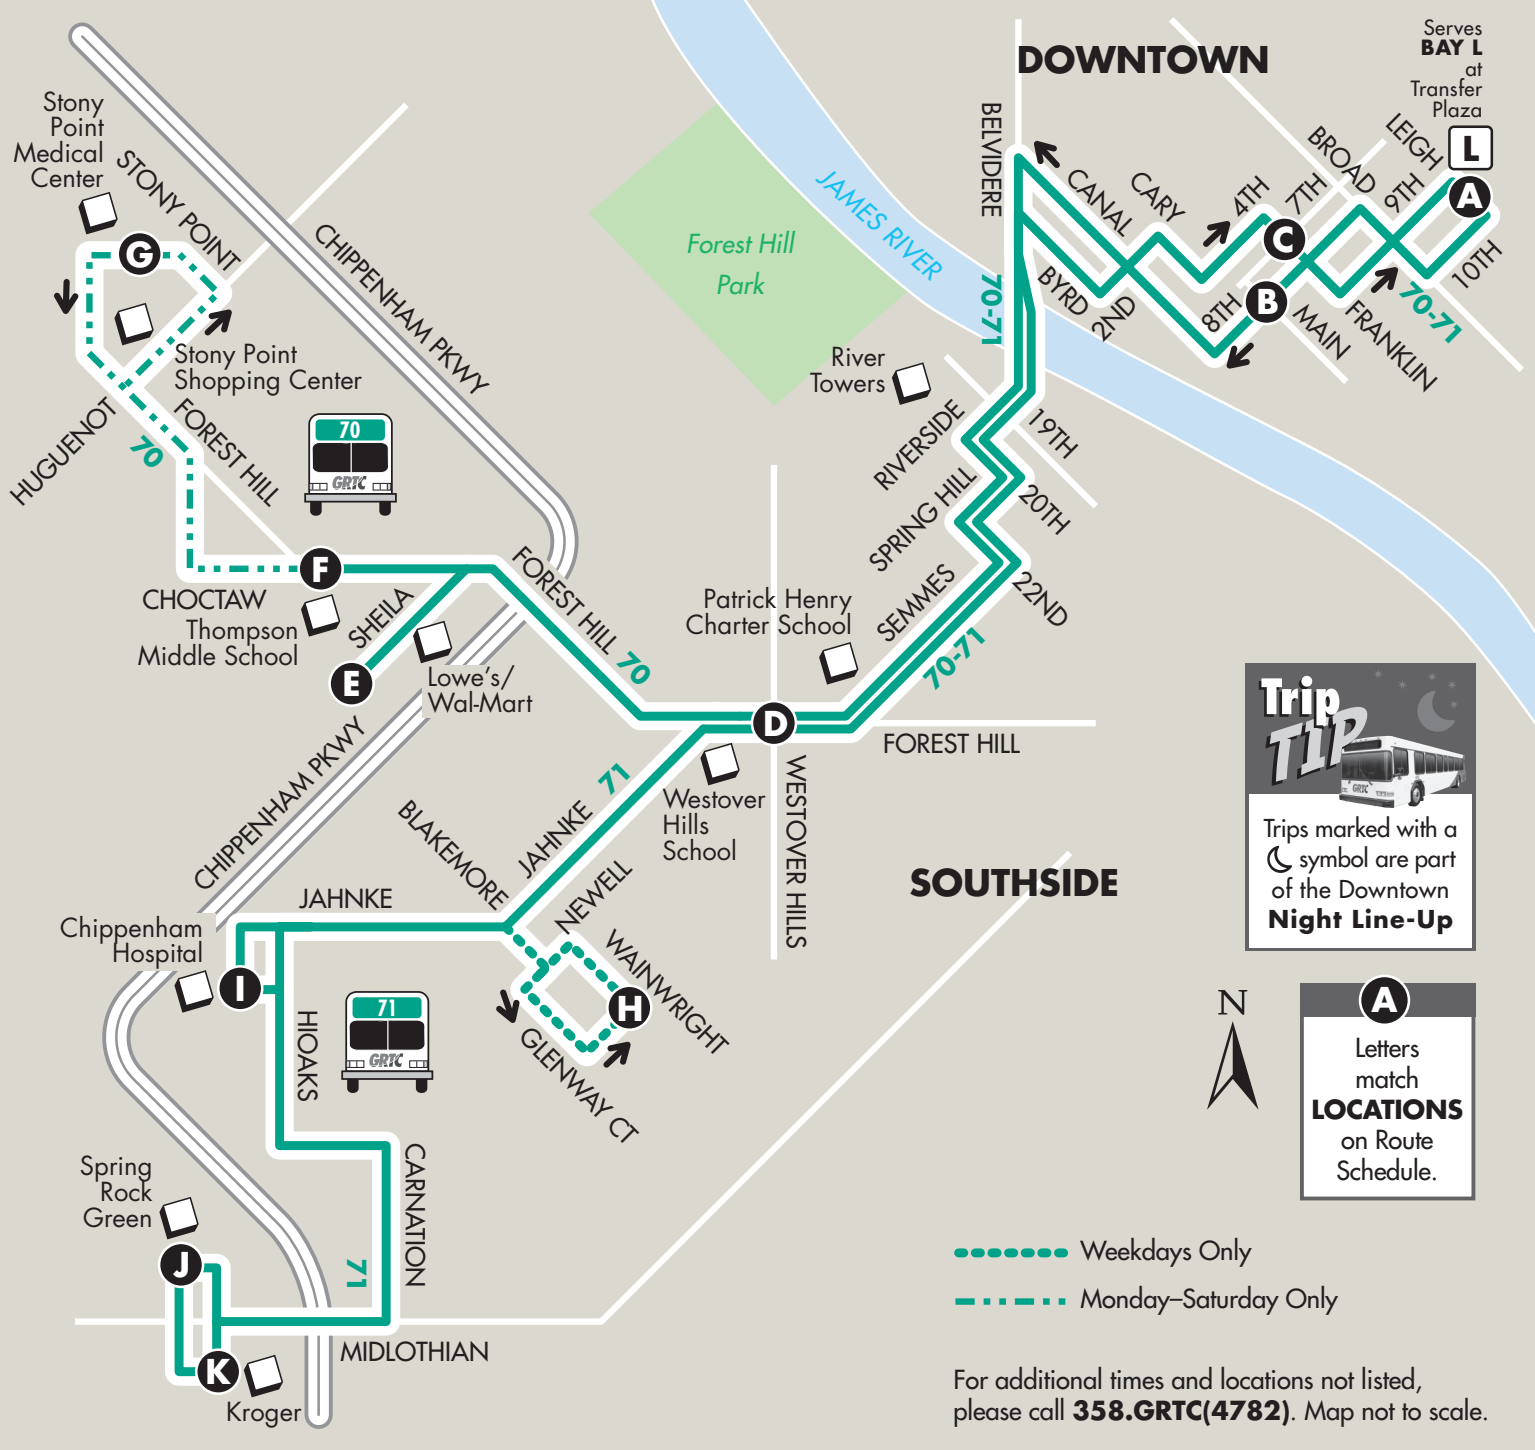 Serves
BAY L
at
Transfer
Plaza
L
DOWNTOWN
Stony
Point
Medical
Center
STONY POINT
CHIPPENHAM PKWY
G
Stony Point
Shopping Center
HUGUENOT
70
FOREST HILL
70
GRTC
JAMES RIVER
Forest Hill
Park
BELVIDERE
70-71
CANAL
CARY
4TH
7TH
BROAD
9TH
LEIGH
A
10TH
C
B
BYRD
2ND
8TH
MAIN
FRANKLIN
70-71
River
Towers
RIVERSIDE
19TH
SPRING HILL
20TH
SEMMES
22ND
70-71
F
CHOCTAW
Thompson
Middle School
SHEILA
E
Lowe's/
Wal-Mart
FOREST HILL
70
Patrick Henry
Charter School
D
FOREST HILL
WESTOVER HILLS
Westover
Hills
School
CHIPPENHAM PKWY
71
JAHNKE
BLAKEMORE
NEWELL
WAINWRIGHT
H
GLENWAY CT
SOUTHSIDE
JAHNKE
Chippenham
Hospital
I
HIOAKS
71
GRTC
CARNATION
71
Spring
Rock
Green
J
K
Kroger
MIDLOTHIAN
Trip
TIP
GRTC
Trips marked with a
symbol are part
of the Downtown
Night Line-Up
N
A
Letters
match
LOCATIONS
on Route
Schedule.
Weekdays Only
Monday–Saturday Only
For additional times and locations not listed,
please call 358.GRTC(4782). Map not to scale.